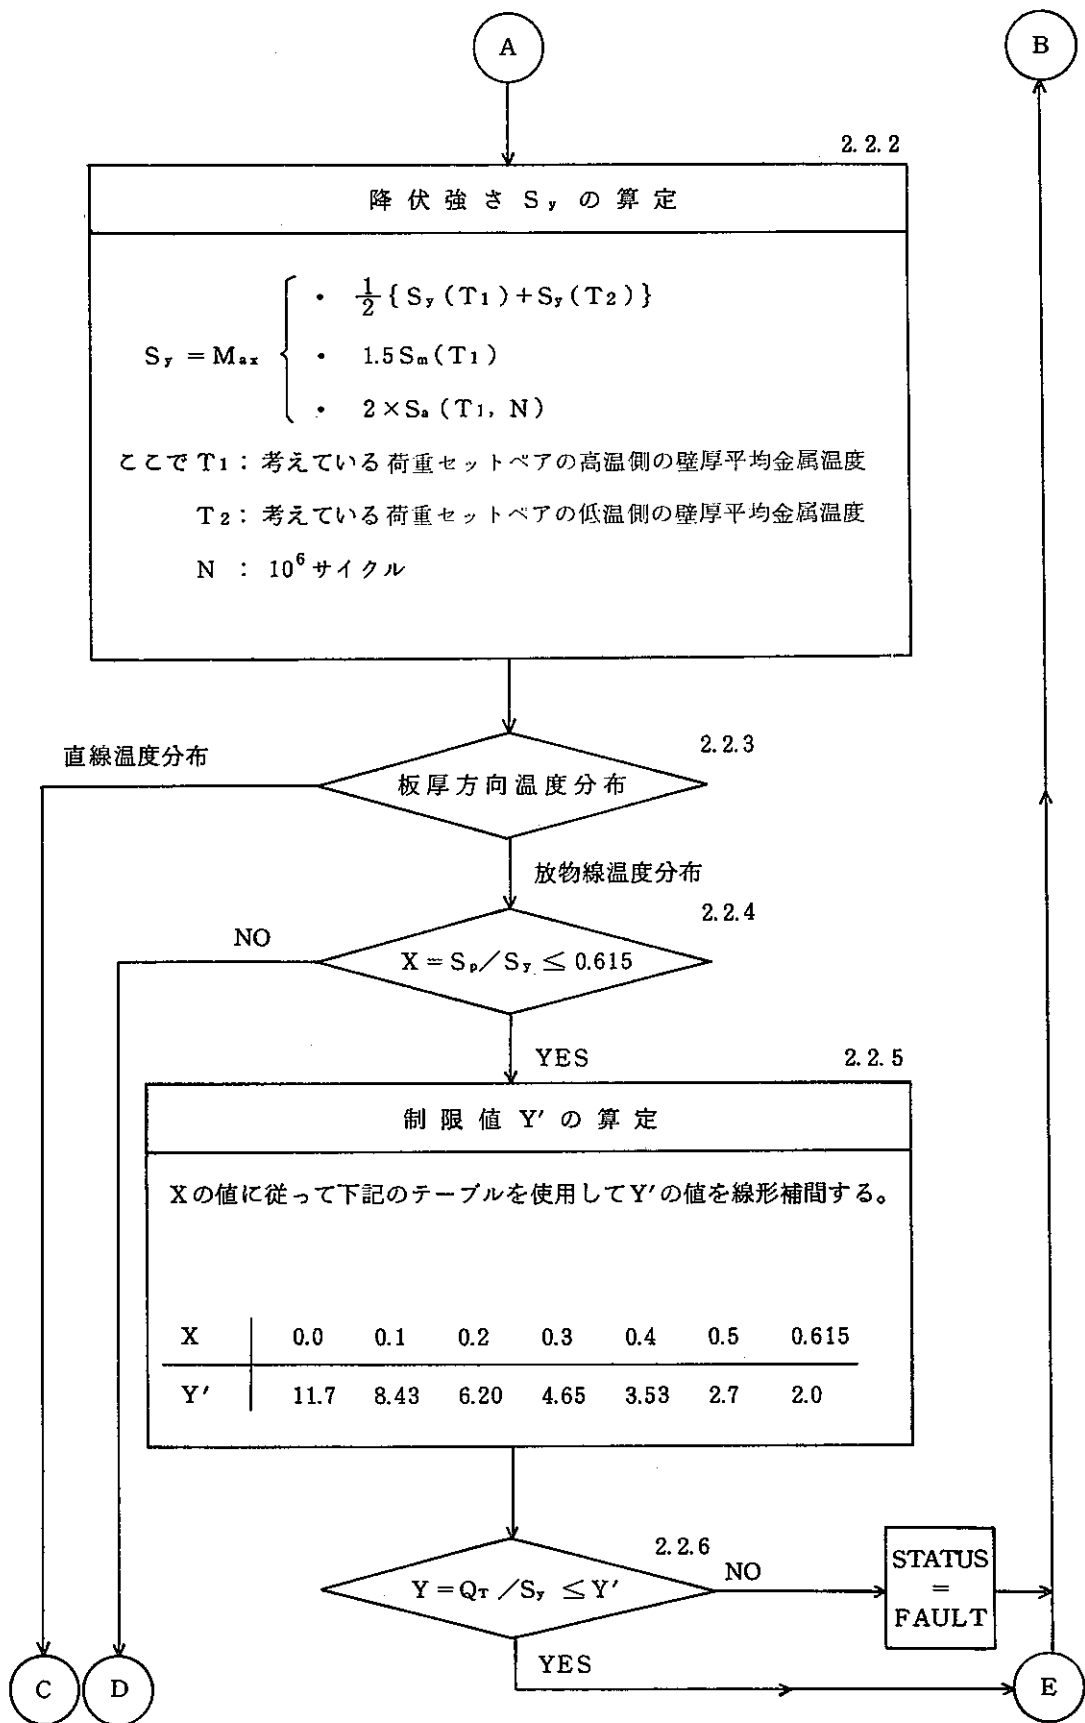 A
B
2.2.2
降伏強さ Sy の算定
Sy = Max
・ 1/2 { Sy (T1) + Sy (T2) }
・ 1.5 Sm (T1)
・ 2 × Sa (T1, N)
ここで T1 : 考えている荷重セットペアの高温側の壁厚平均金属温度
T2 : 考えている荷重セットペアの低温側の壁厚平均金属温度
N : 10⁶ サイクル
2.2.3
直線温度分布
板厚方向温度分布
放物線温度分布
2.2.4
NO
X = Sp / Sy ≤ 0.615
YES
2.2.5
制限値 Y' の算定
Xの値に従って下記のテーブルを使用してY'の値を線形補間する。
X 0.0 0.1 0.2 0.3 0.4 0.5 0.615
Y' 11.7 8.43 6.20 4.65 3.53 2.7 2.0
2.2.6
Y = QT / Sy ≤ Y'
NO
STATUS
=
FAULT
YES
C
D
E